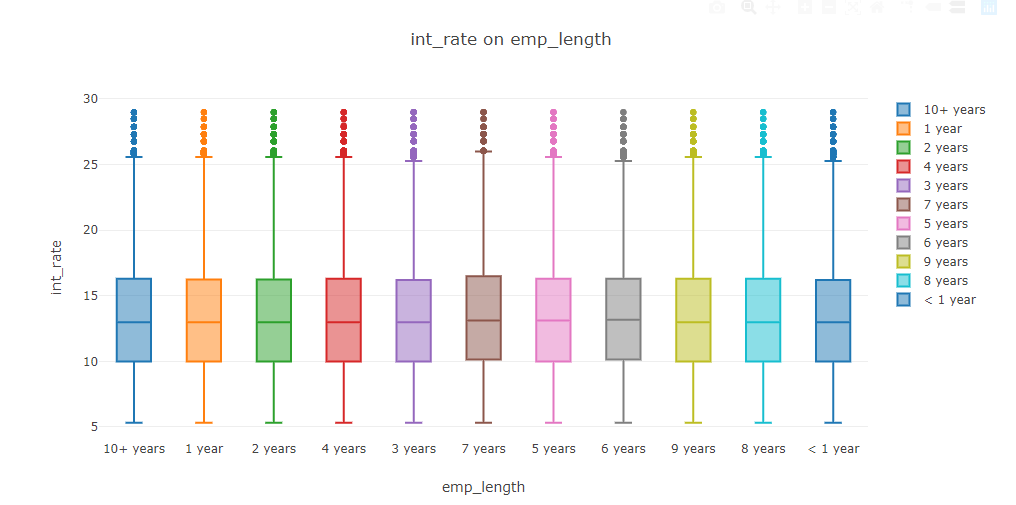 int_rate on emp_length
30
25
20
15
10
5
int_rate
10+ years
1 year
2 years
4 years
3 years
7 years
5 years
6 years
9 years
8 years
< 1 year
emp_length
10+ years
1 year
2 years
4 years
3 years
7 years
5 years
6 years
9 years
8 years
< 1 year